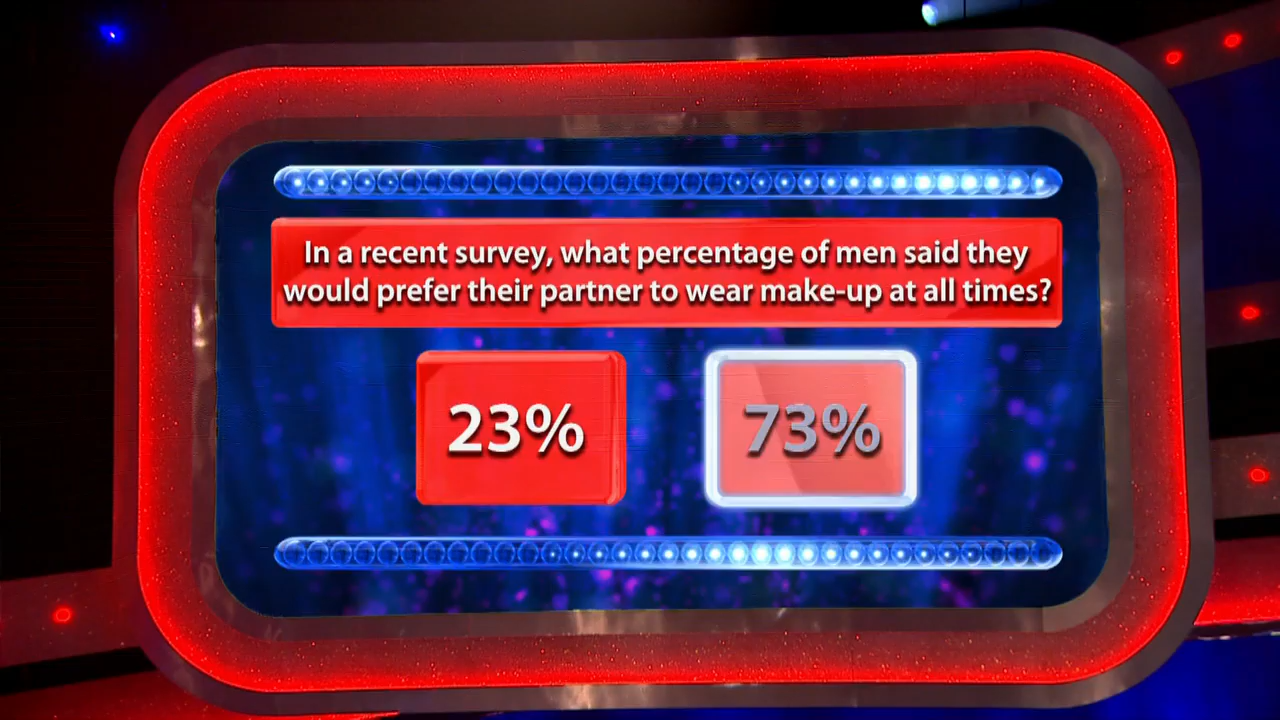 In a recent survey, what percentage of men said they
would prefer their partner to wear make-up at all times?
23%
73%